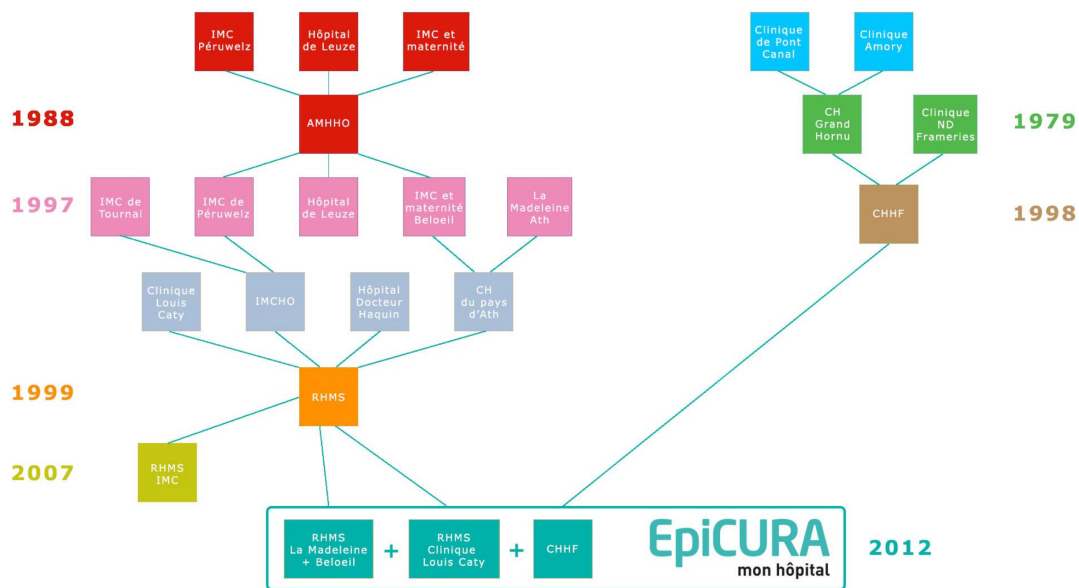 IMC
Péruwelz
Hôpital
de Leuze
IMC et
maternité
Clinique
de Pont
Canal
Clinique
Amory
1988
AMHHO
CH
Grand
Hornu
Clinique
ND
Frameries
1979
1997
IMC de
Tournai
IMC de
Péruwelz
Hôpital
de Leuze
IMC et
maternité
Beloeil
La
Madeleine
Ath
CHHF
1998
Clinique
Louis
Caty
IMCHO
Hôpital
Docteur
Haquin
CH
du pays
d'Ath
1999
RHMS
2007
RHMS
IMC
RHMS
La Madeleine
+ Beloeil
+
RHMS
Clinique
Louis Caty
+
CHHF
EpiCURA
mon hôpital
2012